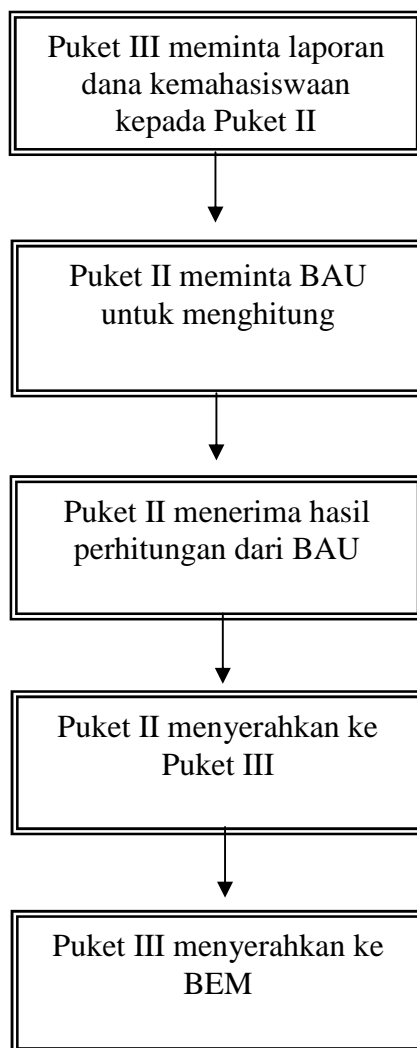 Puket III meminta laporan
dana kemahasiswaan
kepada Puket II
Puket II meminta BAU
untuk menghitung
Puket II menerima hasil
perhitungan dari BAU
Puket II menyerahkan ke
Puket III
Puket III menyerahkan ke
BEM